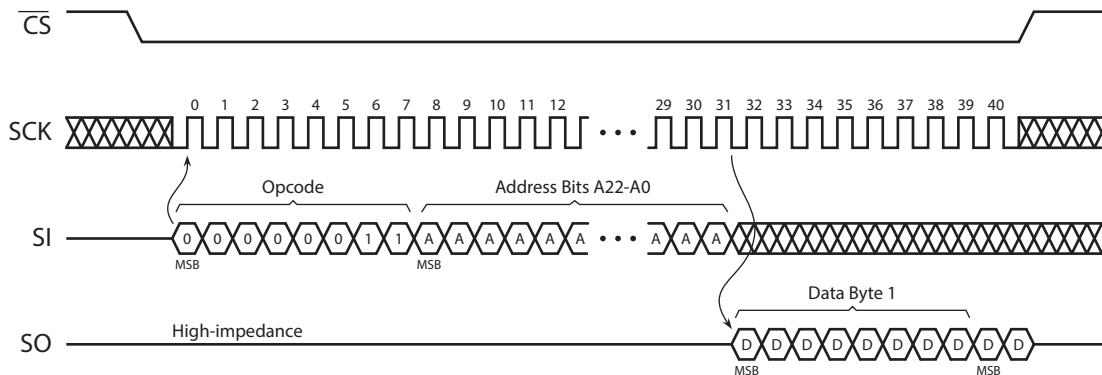 CS
0 1 2 3 4 5 6 7 8 9 10 11 12 29 30 31 32 33 34 35 36 37 38 39 40
SCK
Opcode Address Bits A22-A0
SI 0 0 0 0 0 0 1 1 A A A A A A A A A
MSB MSB
Data Byte 1
High-impedance
SO D D D D D D D D D D
MSB MSB